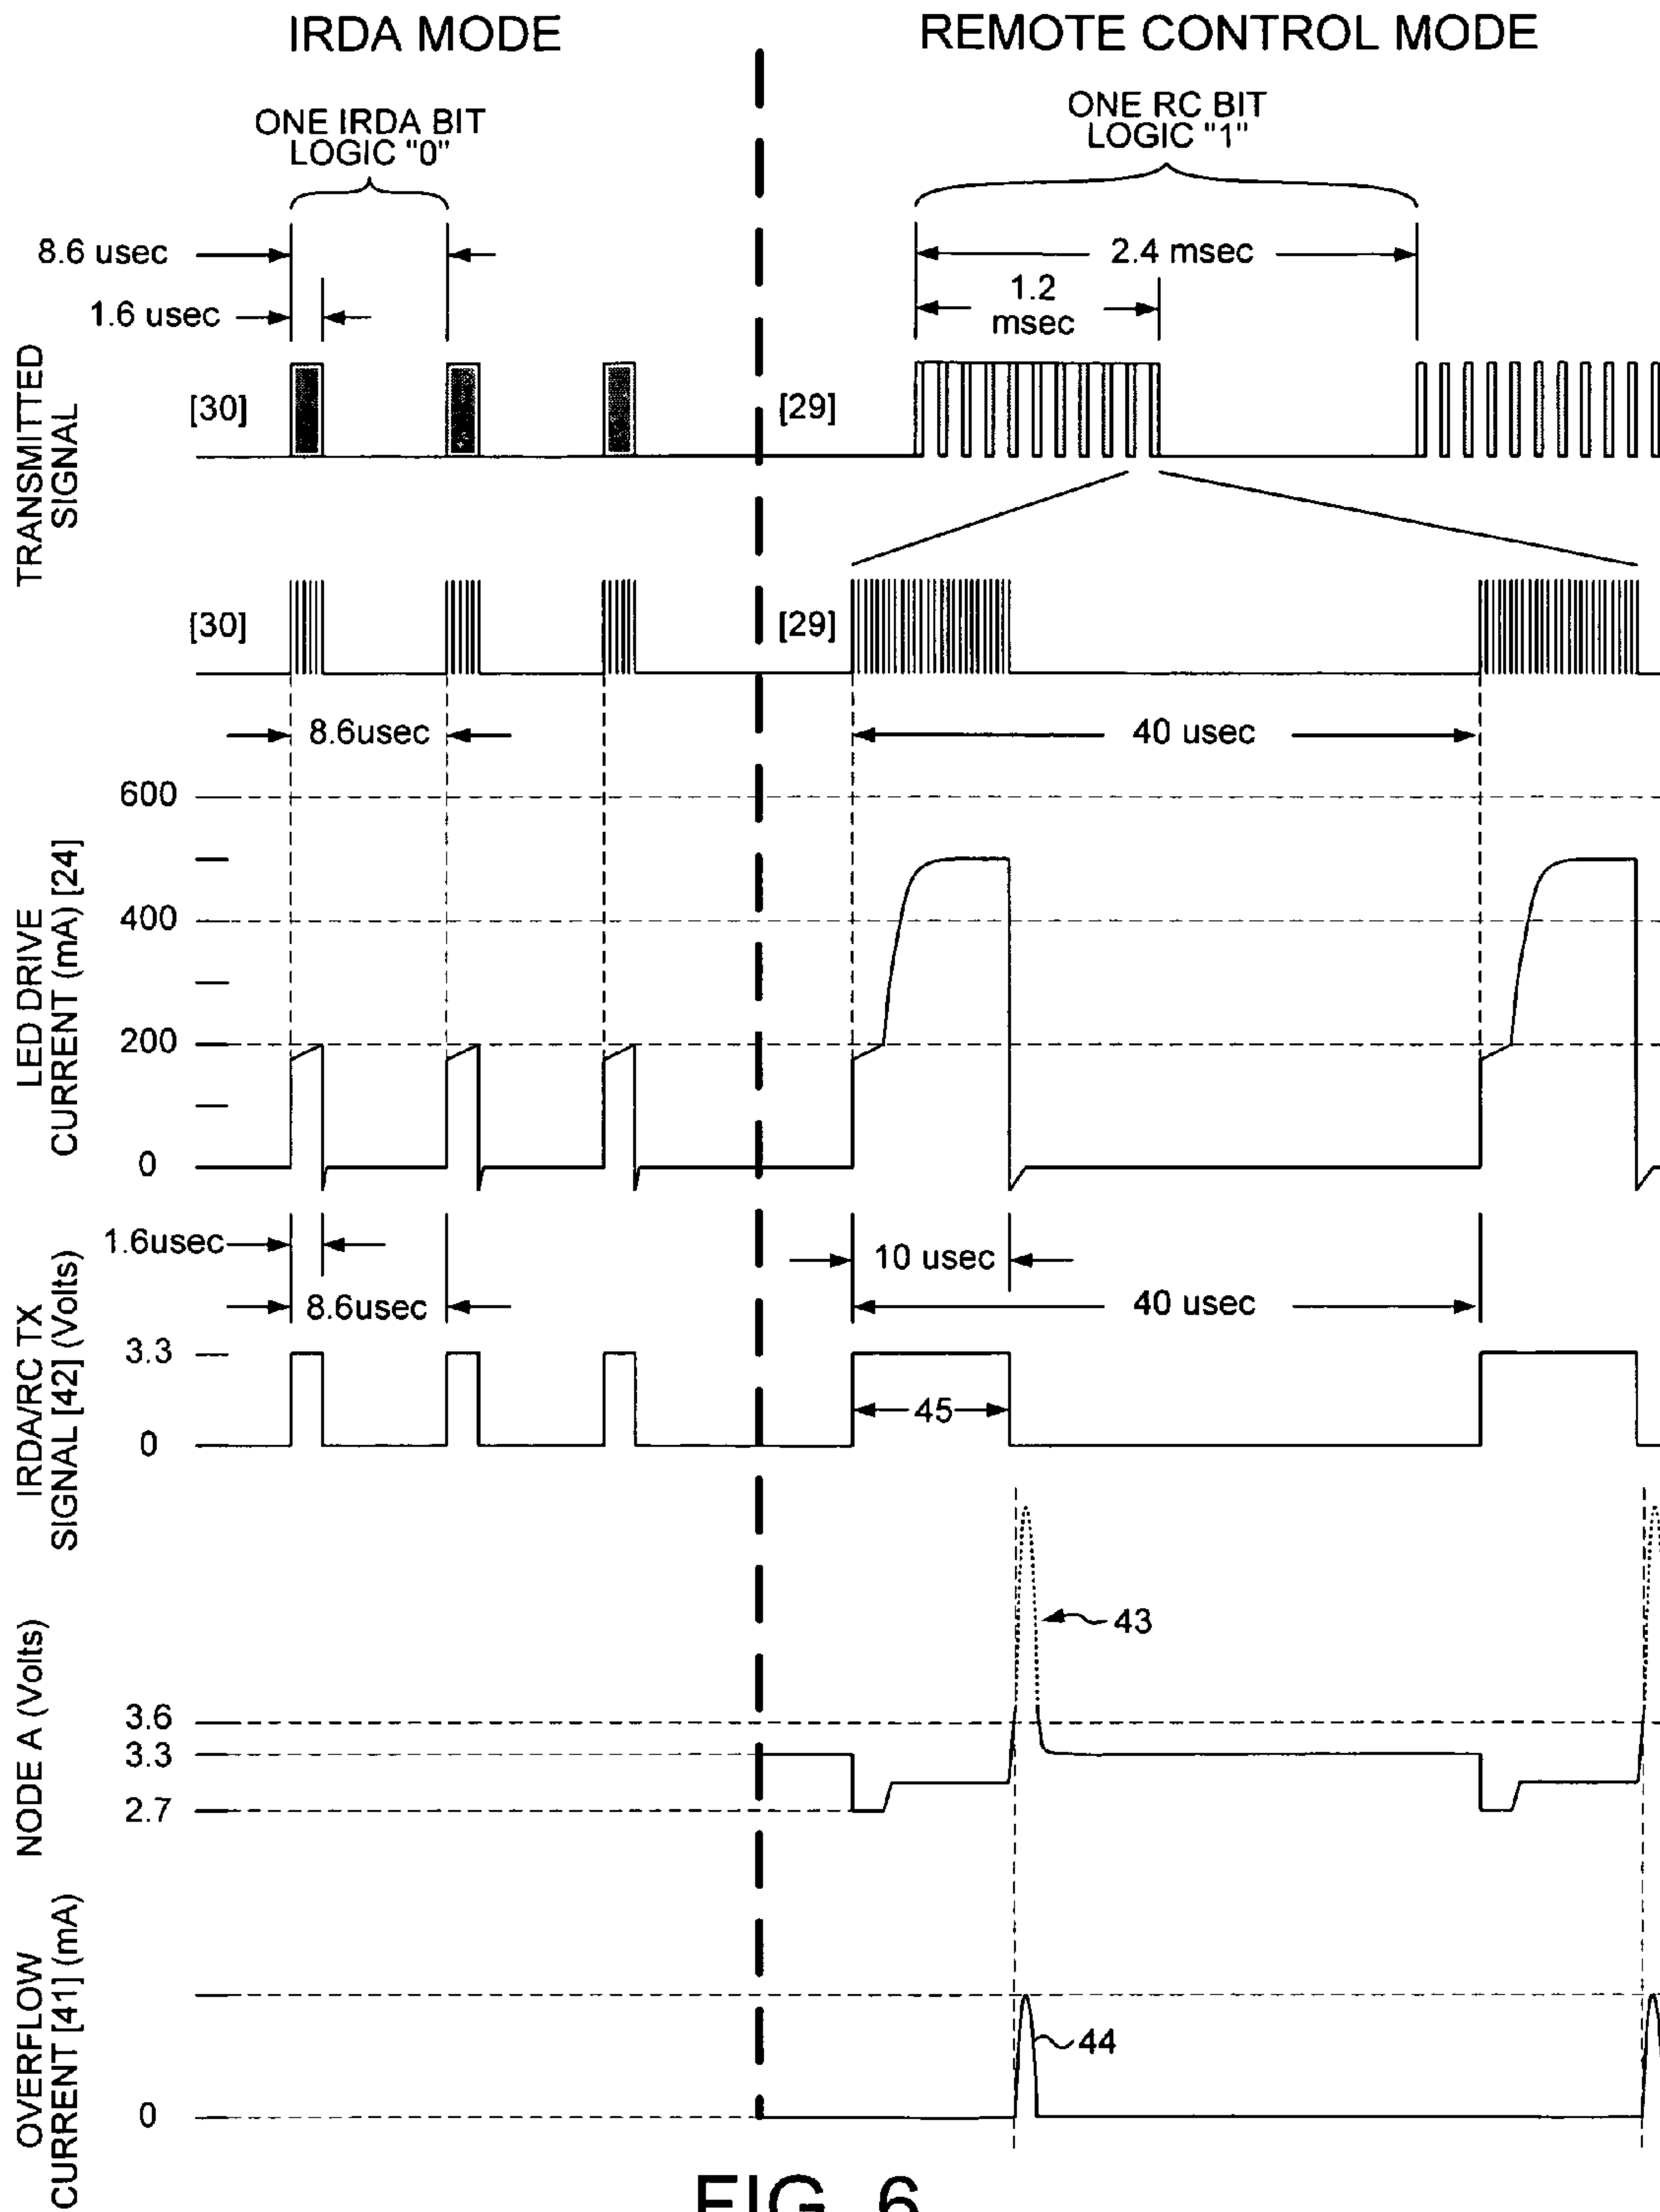 IRDA MODE
REMOTE CONTROL MODE
ONE IRDA BIT
LOGIC "0"
ONE RC BIT
LOGIC "1"
8.6 usec
2.4 msec
1.6 usec
1.2
msec
TRANSMITTED
SIGNAL
[30]
[29]
[30]
[29]
8.6usec
40 usec
LED DRIVE
CURRENT (mA) [24]
600
400
200
0
1.6usec
10 usec
8.6usec
40 usec
IRDA/RC TX
SIGNAL [42] (Volts)
3.3
45
0
43
NODE A (Volts)
3.6
3.3
2.7
OVERFLOW
CURRENT [41] (mA)
44
0
FIG. 6